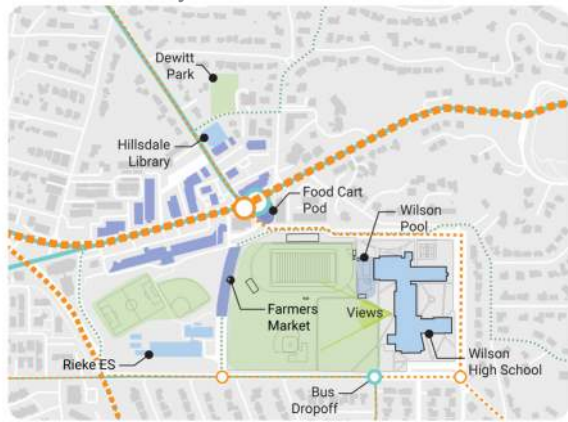 Dewitt
Park
Hillsdale
Library
Food Cart
Pod
Wilson
Pool
Farmers
Market
Views
Rieke ES
Wilson
High School
Bus
Dropoff